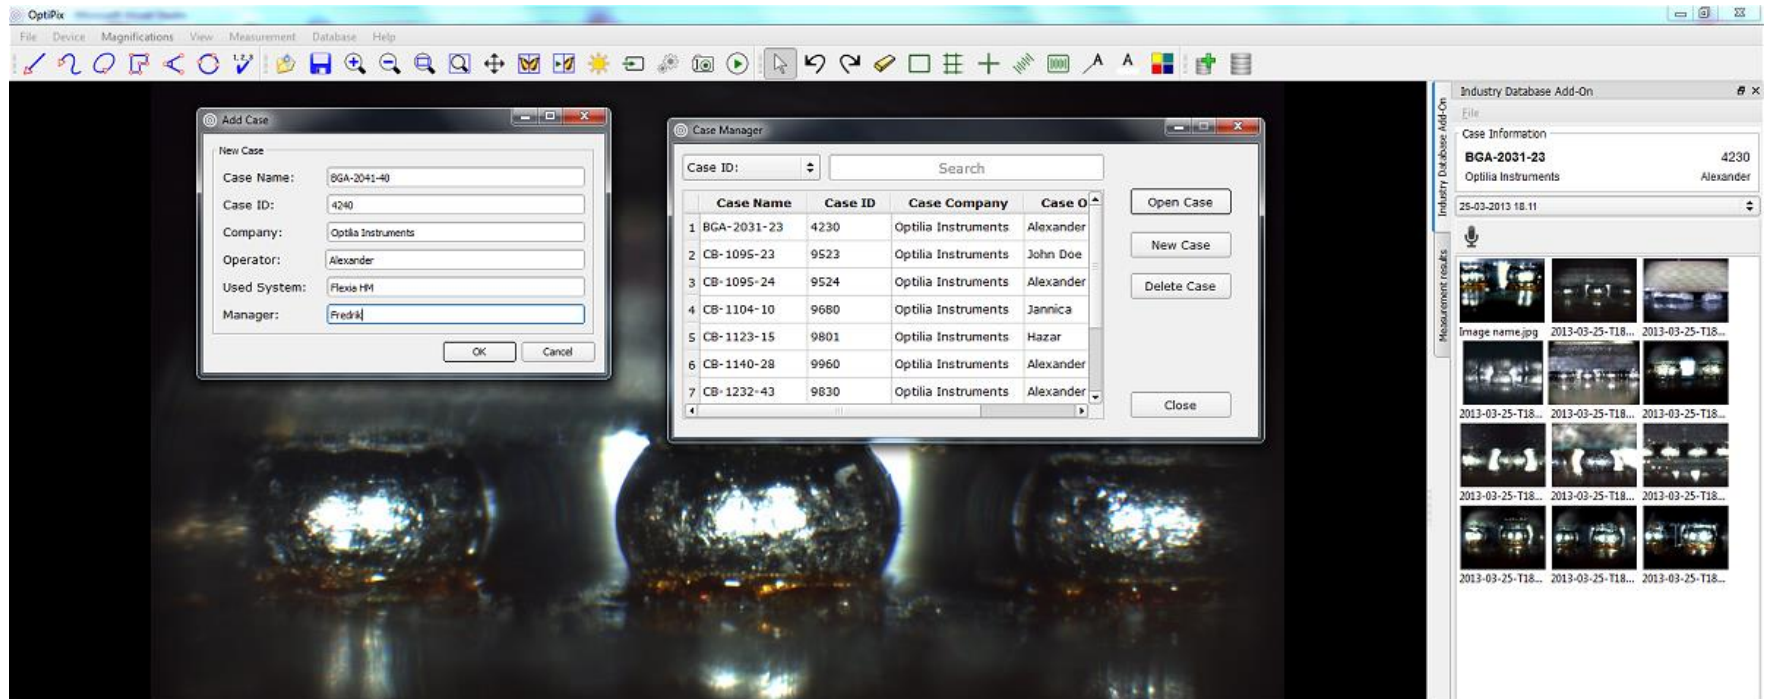 OptiPix
File Device Magnifications View Measurement Database Help
1,2,3
A A
Add Case
New Case
Case Name: BGA-2041-40
Case ID: 4240
Company: Optilia Instruments
Operator: Alexander
Used System: Flexia HM
Manager: Fredrik
OK Cancel
Case Manager
Case ID: Search
Case Name Case ID Case Company Case O
1 BGA-2031-23 4230 Optilia Instruments Alexander
2 CB-1095-23 9523 Optilia Instruments John Doe
3 CB-1095-24 9524 Optilia Instruments Alexander
4 CB-1104-10 9680 Optilia Instruments Jannica
5 CB-1123-15 9801 Optilia Instruments Hazar
6 CB-1140-28 9960 Optilia Instruments Alexander
7 CB-1232-43 9830 Optilia Instruments Alexander
Open Case
New Case
Delete Case
Close
Industry Database Add-On
Measurement results
Industry Database Add-On
File
Case Information
BGA-2031-23 4230
Optilia Instruments Alexander
25-03-2013 18.11
Image name.jpg 2013-03-25-T18... 2013-03-25-T18...
2013-03-25-T18... 2013-03-25-T18... 2013-03-25-T18...
2013-03-25-T18... 2013-03-25-T18... 2013-03-25-T18...
2013-03-25-T18... 2013-03-25-T18... 2013-03-25-T18...